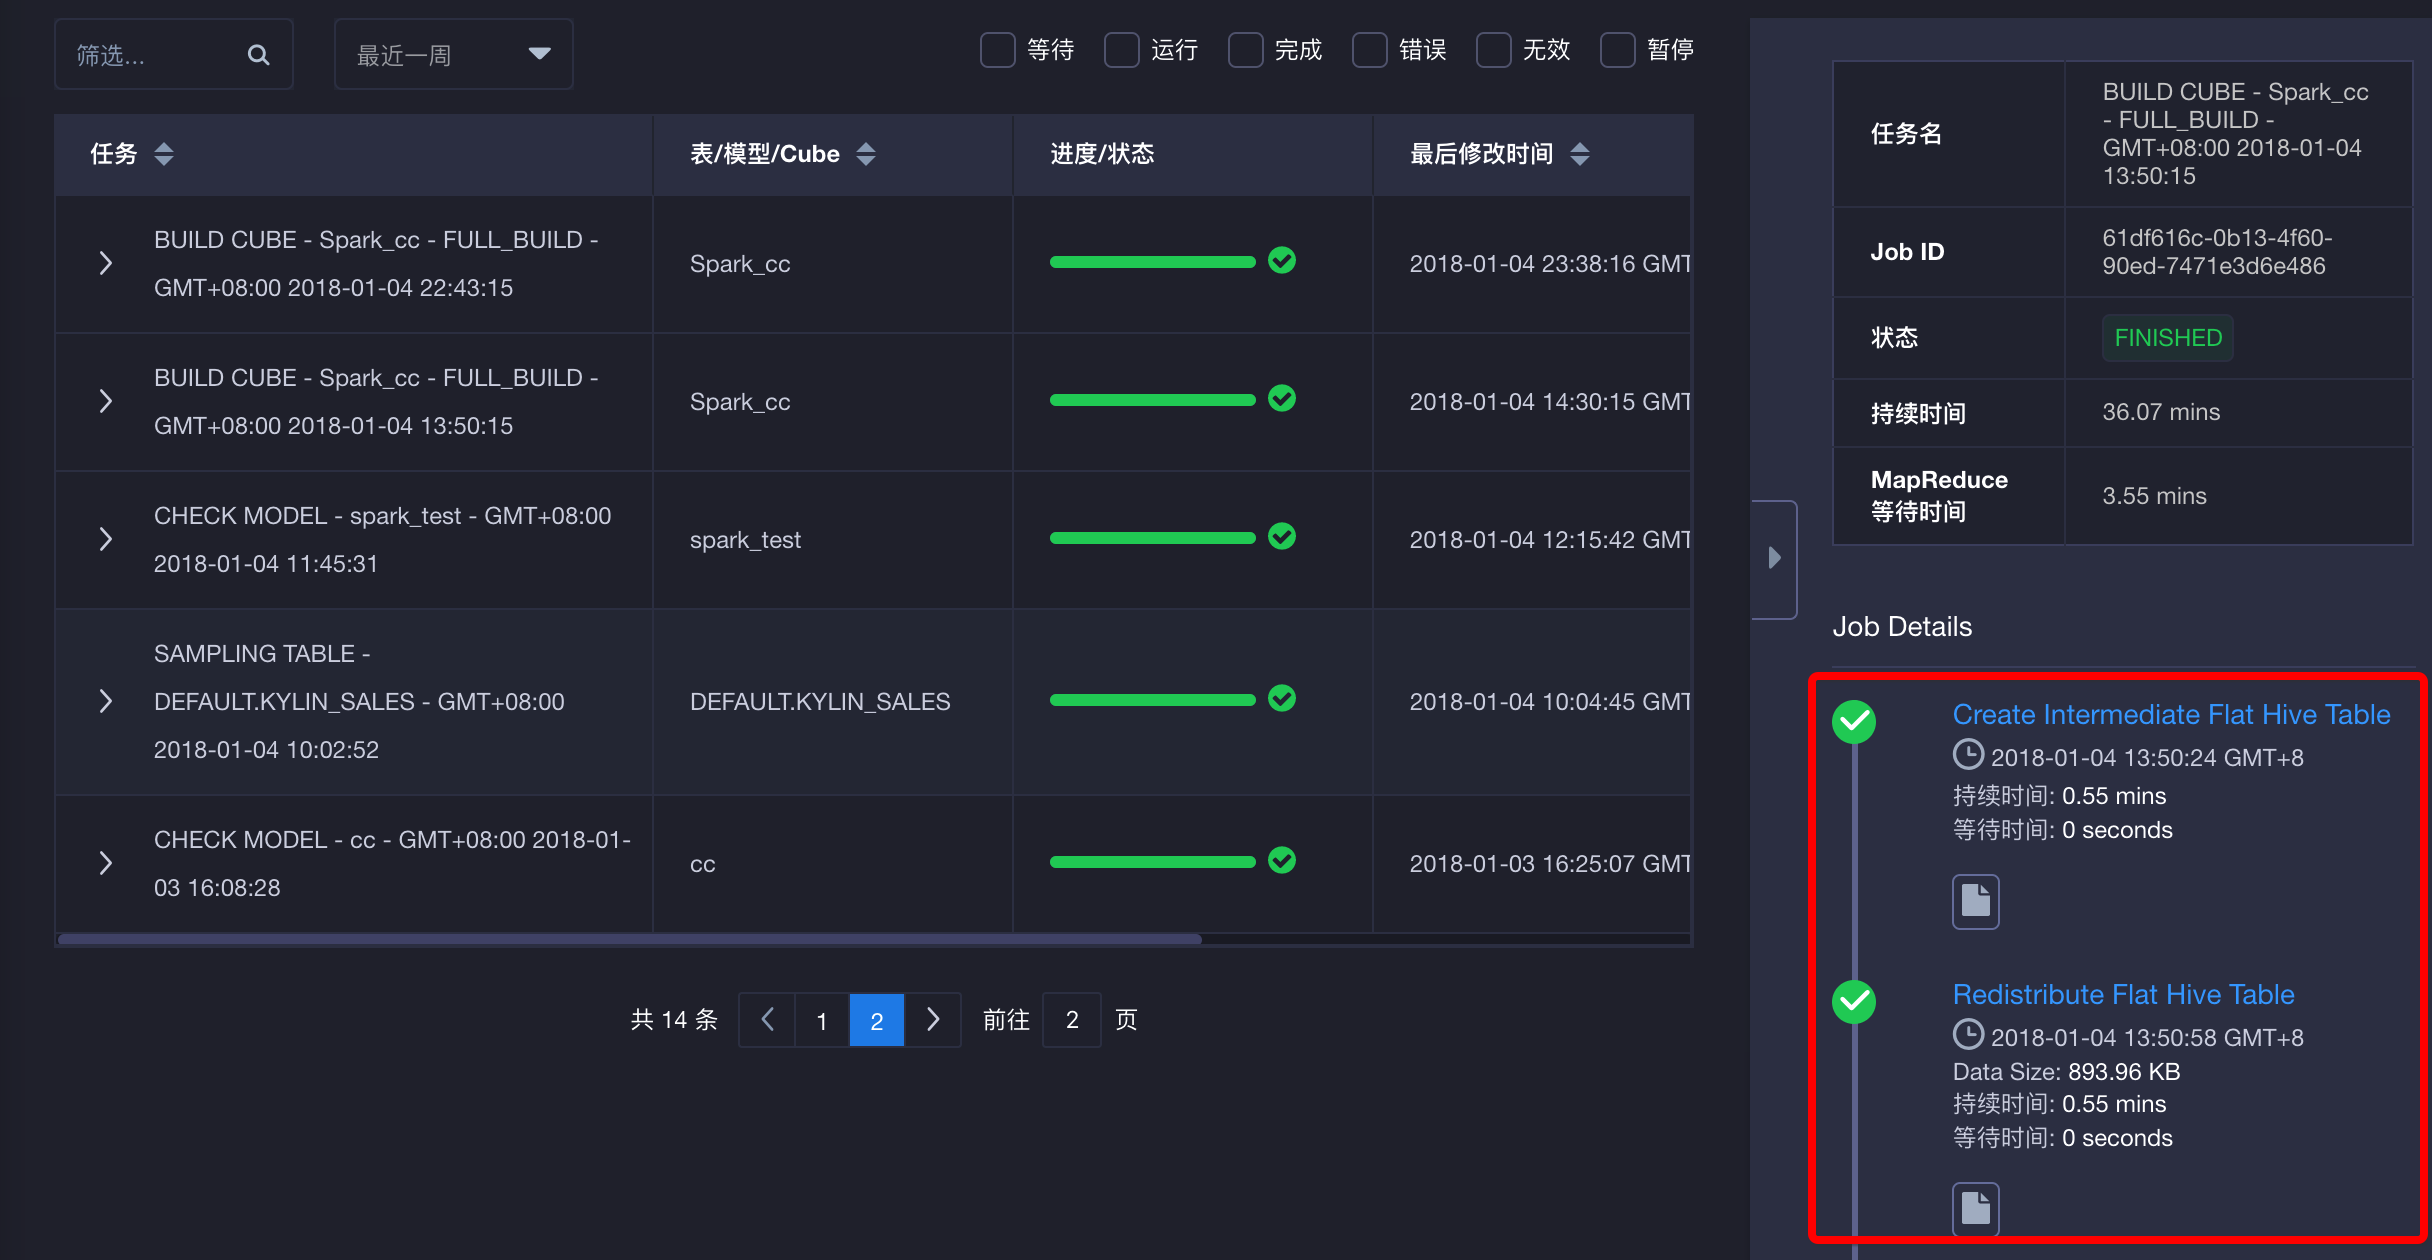 筛选...
最近一周
等待
运行
完成
错误
无效
暂停
任务
表/模型/Cube
进度/状态
最后修改时间
BUILD CUBE - Spark_cc - FULL_BUILD -
GMT+08:00 2018-01-04 22:43:15
Spark_cc
2018-01-04 23:38:16 GMT
BUILD CUBE - Spark_cc - FULL_BUILD -
GMT+08:00 2018-01-04 13:50:15
Spark_cc
2018-01-04 14:30:15 GMT
CHECK MODEL - spark_test - GMT+08:00
2018-01-04 11:45:31
spark_test
2018-01-04 12:15:42 GMT
SAMPLING TABLE -
DEFAULT.KYLIN_SALES - GMT+08:00
2018-01-04 10:02:52
DEFAULT.KYLIN_SALES
2018-01-04 10:04:45 GMT
CHECK MODEL - cc - GMT+08:00 2018-01-
03 16:08:28
cc
2018-01-03 16:25:07 GMT
共 14 条
1
2
前往
2
页
任务名
BUILD CUBE - Spark_cc
- FULL_BUILD -
GMT+08:00 2018-01-04
13:50:15
Job ID
61df616c-0b13-4f60-
90ed-7471e3d6e486
状态
FINISHED
持续时间
36.07 mins
MapReduce
等待时间
3.55 mins
Job Details
Create Intermediate Flat Hive Table
2018-01-04 13:50:24 GMT+8
持续时间: 0.55 mins
等待时间: 0 seconds
Redistribute Flat Hive Table
2018-01-04 13:50:58 GMT+8
Data Size: 893.96 KB
持续时间: 0.55 mins
等待时间: 0 seconds